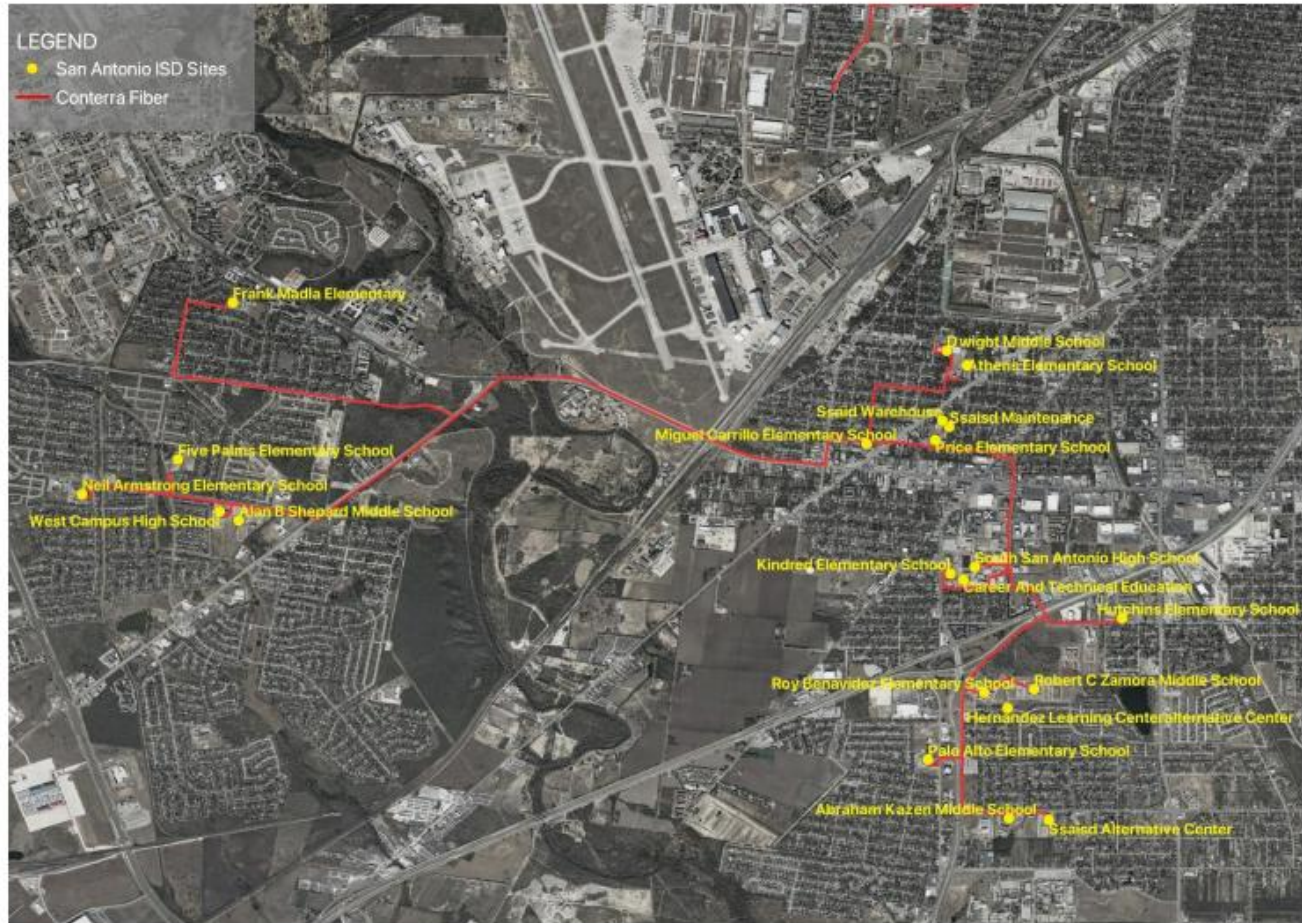 LEGEND
San Antonio ISD Sites
Conterra Fiber
Frank Madla Elementary
Dwight Middle School
Athens Elementary School
Ssaid Warehouse
Ssaisd Maintenance
Miguel Carrillo Elementary School
Price Elementary School
Five Palms Elementary School
Neil Armstrong Elementary School
West Campus High School
Alan B Shepard Middle School
South San Antonio High School
Kindred Elementary School
Career And Technical Education
Hutchins Elementary School
Roy Benavidez Elementary School
Robert C Zamora Middle School
Hernandez Learning Centeralternative Center
Palo Alto Elementary School
Abraham Kazen Middle School
Ssaisd Alternative Center